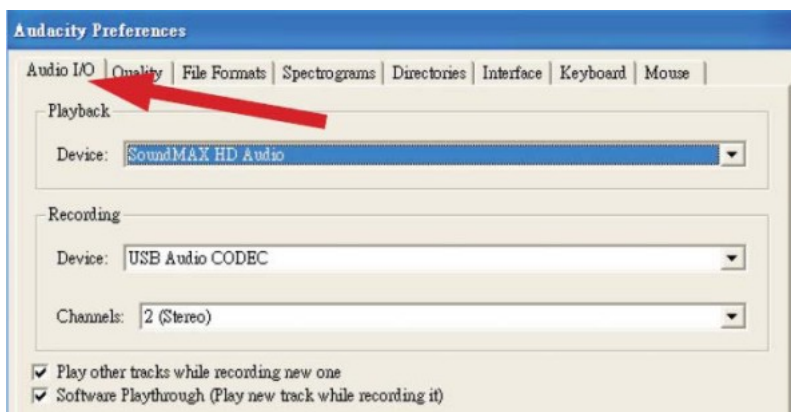 Audacity Preferences
Audio I/O Quality File Formats Spectrograms Directories Interface Keyboard Mouse
Playback
Device: SoundMAX HD Audio
Recording
Device: USB Audio CODEC
Channels: 2 (Stereo)
Play other tracks while recording new one
Software Playthrough (Play new track while recording it)